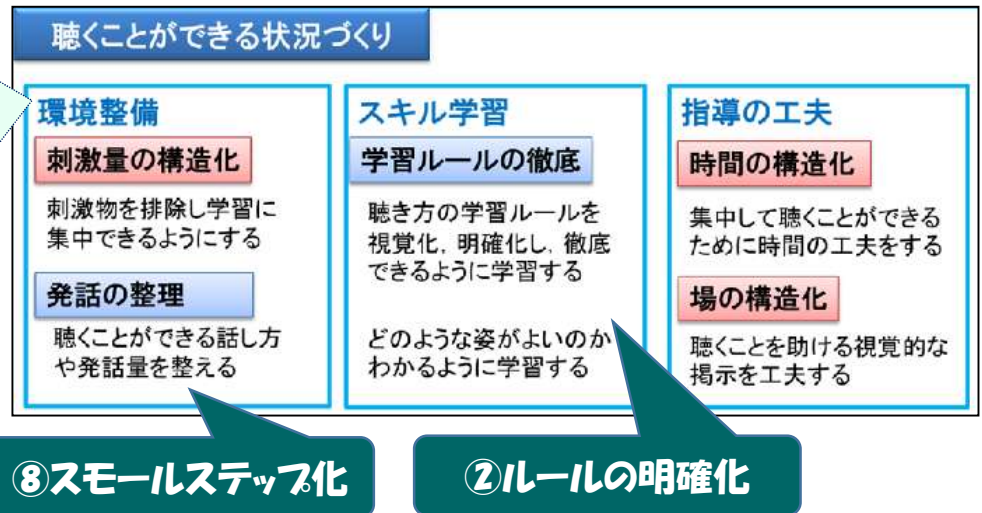 聴くことができる状況づくり
環境整備
刺激量の構造化
刺激物を排除し学習に
集中できるようにする
発話の整理
聴くことができる話し方
や発話量を整える
スキル学習
学習ルールの徹底
聴き方の学習ルールを
視覚化，明確化し，徹底
できるように学習する
どのような姿がよいのか
わかるように学習する
指導の工夫
時間の構造化
集中して聴くことができる
ために時間の工夫をする
場の構造化
聴くことを助ける視覚的な
掲示を工夫する
⑧スモールステップ化
②ルールの明確化